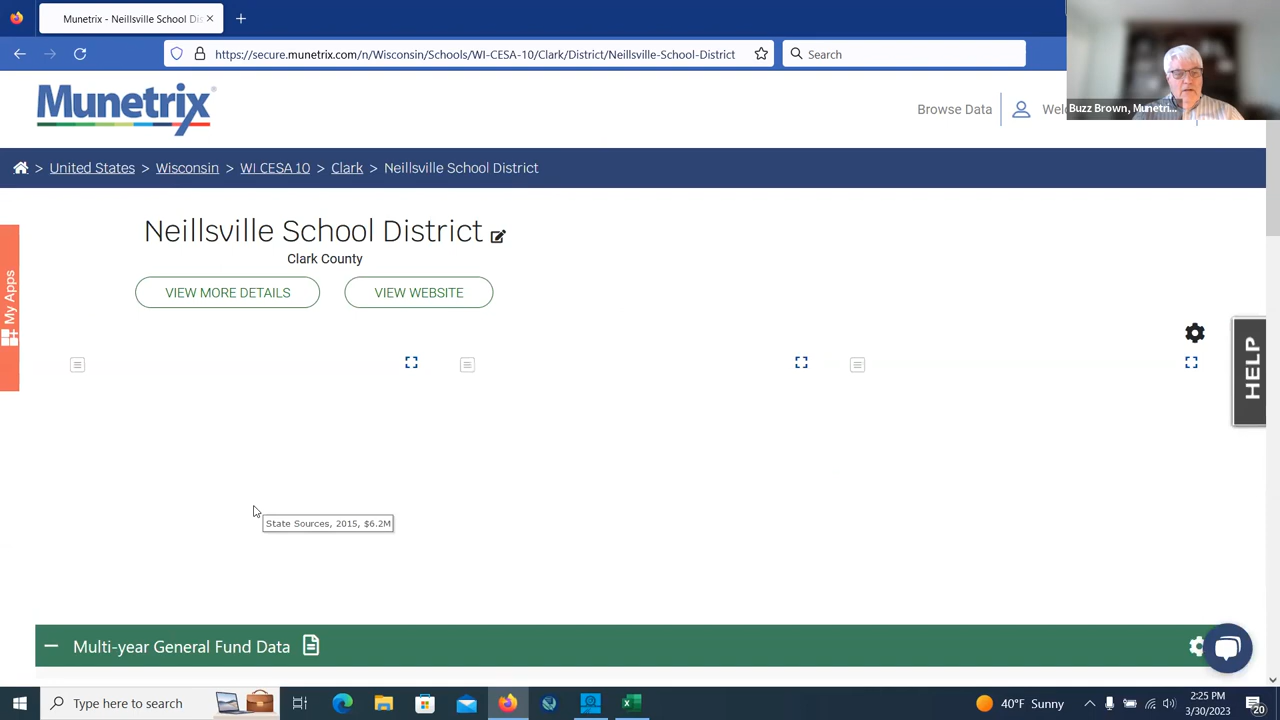 Munetrix - Neillsville School Dis
https://secure.munetrix.com/n/Wisconsin/Schools/WI-CESA-10/Clark/District/Neillsville-School-District
Search
Buzz Brown, Munetri...
Munetrix®
Browse Data
Wel
> United States > Wisconsin > WI CESA 10 > Clark > Neillsville School District
Neillsville School District
Clark County
VIEW MORE DETAILS
VIEW WEBSITE
My Apps
HELP
State Sources, 2015, $6.2M
Multi-year General Fund Data
Type here to search
40°F Sunny
2:25 PM
3/30/2023
20